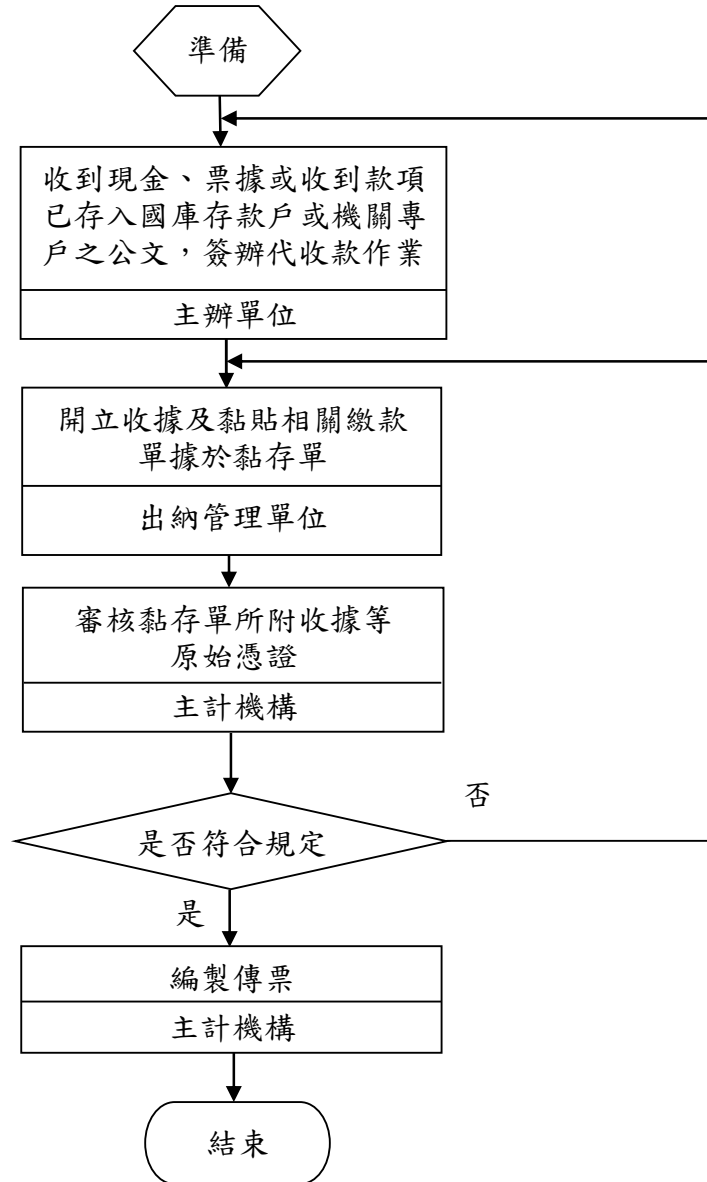 準備
收到現金、票據或收到款項
已存入國庫存款戶或機關專
戶之公文，簽辦代收款作業
主辦單位
開立收據及黏貼相關繳款
單據於黏存單
出納管理單位
審核黏存單所附收據等
原始憑證
主計機構
否
是否符合規定
是
編製傳票
主計機構
結束